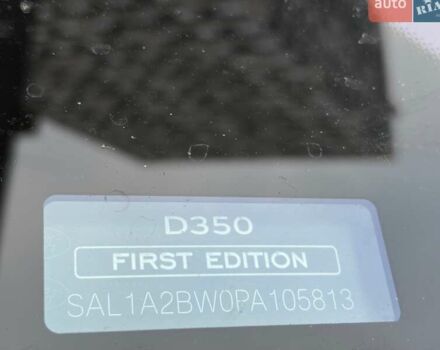 auto
RIA
D350
FIRST EDITION
SAL1A2BW0PA105813